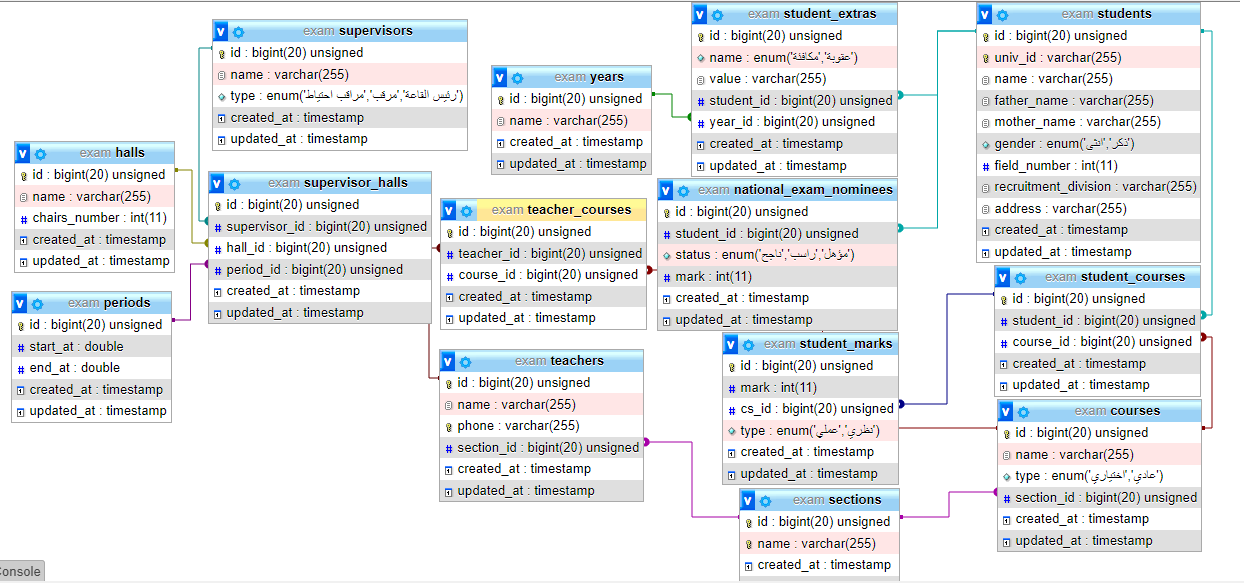 exam supervisors
id : bigint(20) unsigned
name : varchar(255)
type : enum('رئيس القاعة','مرقب','مراقب احتياط')
created_at : timestamp
updated_at : timestamp
exam halls
id : bigint(20) unsigned
name : varchar(255)
chairs_number : int(11)
created_at : timestamp
updated_at : timestamp
exam supervisor_halls
id : bigint(20) unsigned
supervisor_id : bigint(20) unsigned
hall_id : bigint(20) unsigned
period_id : bigint(20) unsigned
created_at : timestamp
updated_at : timestamp
exam periods
id : bigint(20) unsigned
start_at : double
end_at : double
created_at : timestamp
updated_at : timestamp
exam years
id : bigint(20) unsigned
name : varchar(255)
created_at : timestamp
updated_at : timestamp
exam teacher_courses
id : bigint(20) unsigned
teacher_id : bigint(20) unsigned
course_id : bigint(20) unsigned
created_at : timestamp
updated_at : timestamp
exam teachers
id : bigint(20) unsigned
name : varchar(255)
phone : varchar(255)
section_id : bigint(20) unsigned
created_at : timestamp
updated_at : timestamp
exam student_extras
id : bigint(20) unsigned
name : enum('عقوبة','مكافئة')
value : varchar(255)
student_id : bigint(20) unsigned
year_id : bigint(20) unsigned
created_at : timestamp
updated_at : timestamp
exam national_exam_nominees
id : bigint(20) unsigned
student_id : bigint(20) unsigned
status : enum('مؤهل','راسب','ناجح')
mark : int(11)
created_at : timestamp
updated_at : timestamp
exam student_marks
id : bigint(20) unsigned
mark : int(11)
cs_id : bigint(20) unsigned
type : enum('نظري','عملي')
created_at : timestamp
updated_at : timestamp
exam sections
id : bigint(20) unsigned
name : varchar(255)
created_at : timestamp
exam students
id : bigint(20) unsigned
univ_id : varchar(255)
name : varchar(255)
father_name : varchar(255)
mother_name : varchar(255)
gender : enum('ذكر','انثى')
field_number : int(11)
recruitment_division : varchar(255)
address : varchar(255)
created_at : timestamp
updated_at : timestamp
exam student_courses
id : bigint(20) unsigned
student_id : bigint(20) unsigned
course_id : bigint(20) unsigned
created_at : timestamp
updated_at : timestamp
exam courses
id : bigint(20) unsigned
name : varchar(255)
type : enum('عادي','اختياري')
section_id : bigint(20) unsigned
created_at : timestamp
updated_at : timestamp
Console